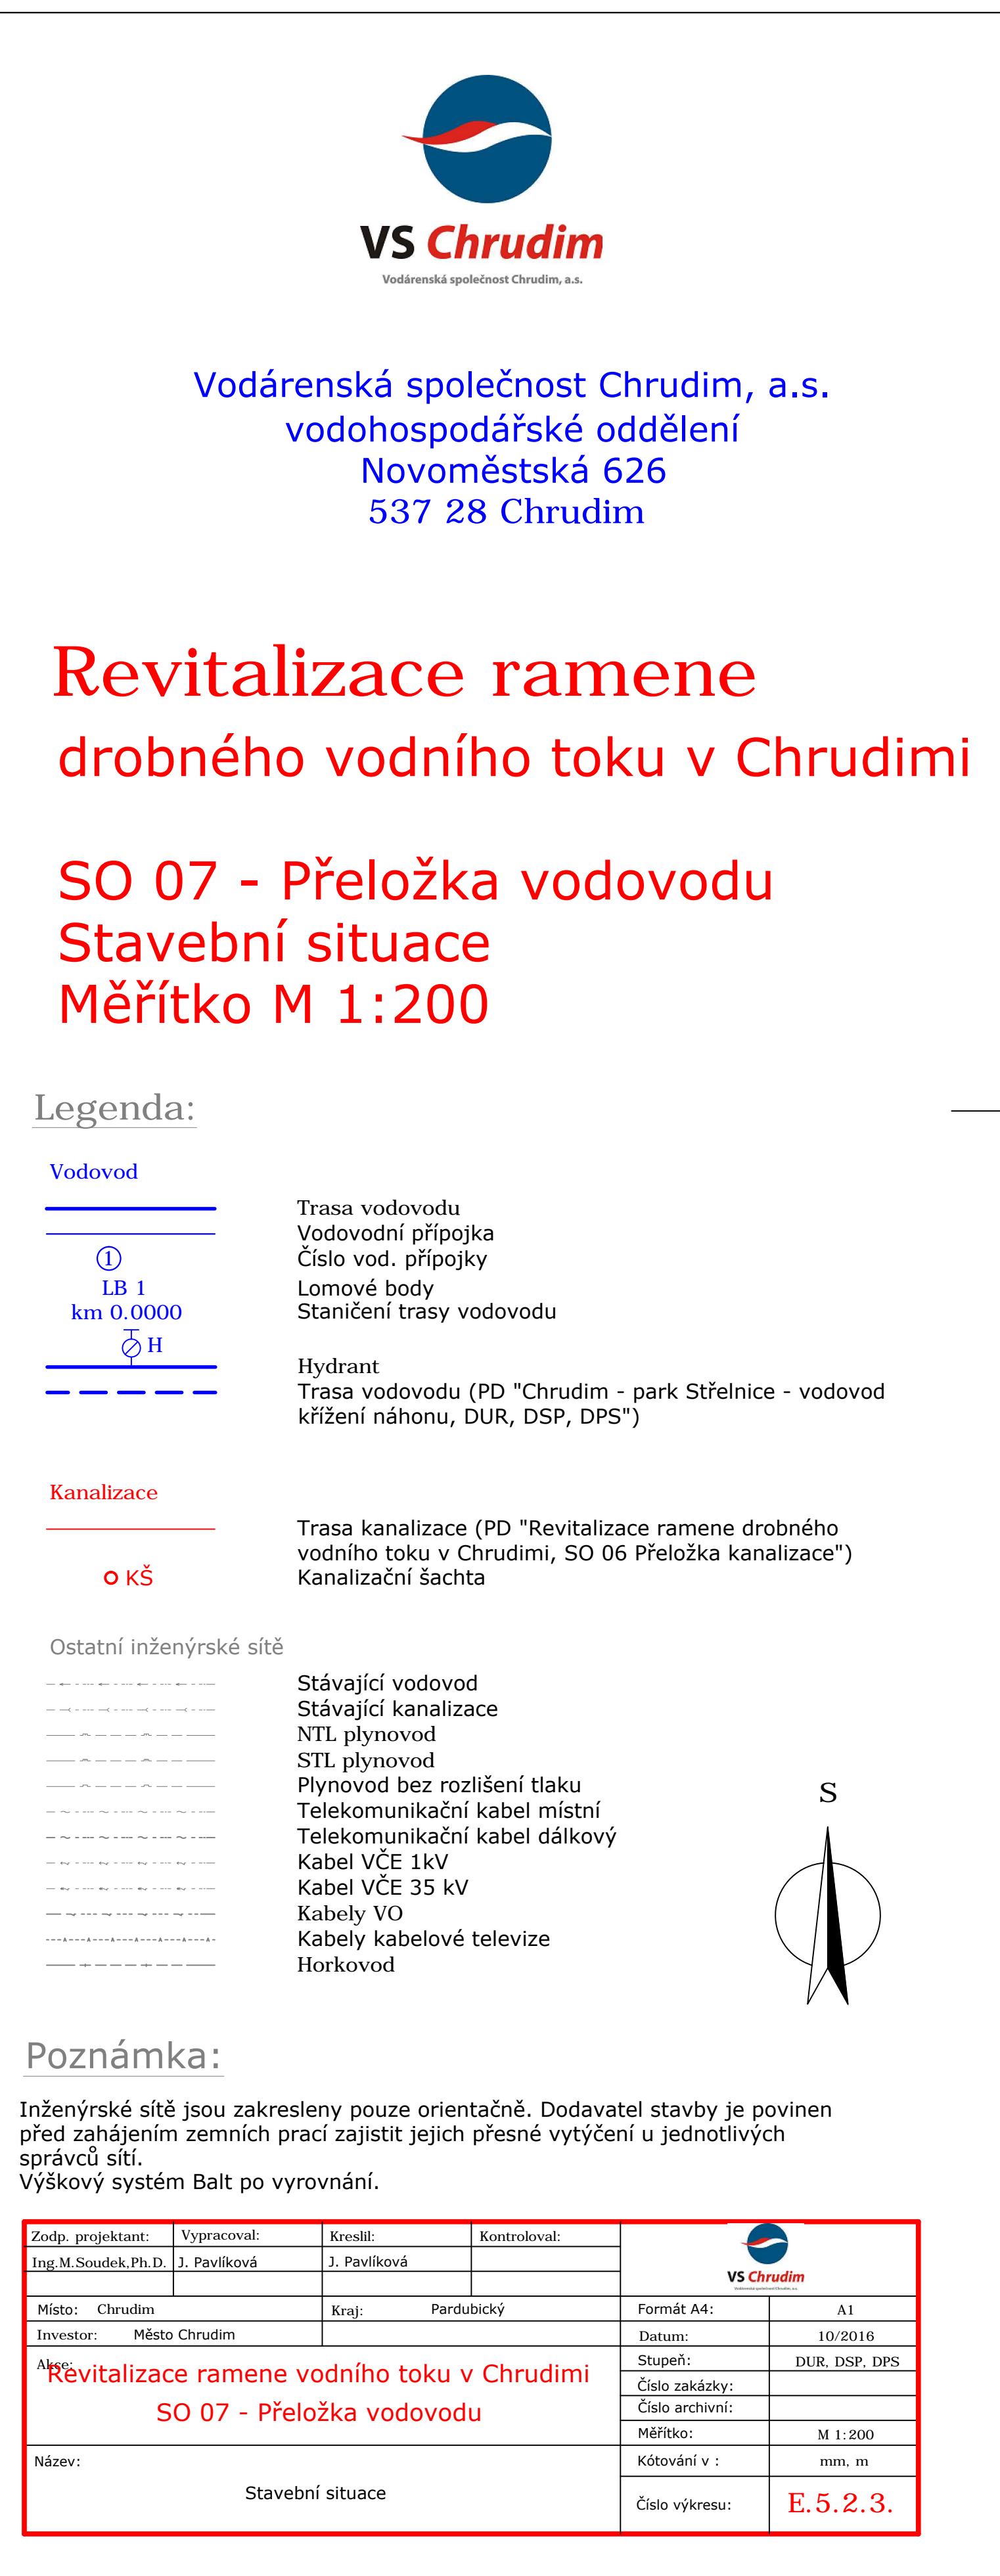 VS Chrudim
Vodárenská společnost Chrudim, a.s.
Vodárenská společnost Chrudim, a.s.
vodohospodářské oddělení
Novoměstská 626
537 28 Chrudim
Revitalizace ramene
drobného vodního toku v Chrudimi
SO 07 - Přeložka vodovodu
Stavební situace
Měřítko M 1:200
Legenda:
Vodovod
Trasa vodovodu
Vodovodní přípojka
1 Číslo vod. přípojky
LB 1 Lomové body
km 0.0000 Staničení trasy vodovodu
H
Hydrant
Trasa vodovodu (PD "Chrudim - park Střelnice - vodovod
křížení náhonu, DUR, DSP, DPS")
Kanalizace
Trasa kanalizace (PD "Revitalizace ramene drobného
vodního toku v Chrudimi, SO 06 Přeložka kanalizace")
KŠ Kanalizační šachta
Ostatní inženýrské sítě
Stávající vodovod
Stávající kanalizace
NTL plynovod
STL plynovod
Plynovod bez rozlišení tlaku
Telekomunikační kabel místní
Telekomunikační kabel dálkový
Kabel VČE 1kV
Kabel VČE 35 kV
Kabely VO
Kabely kabelové televize
Horkovod
S
Poznámka:
Inženýrské sítě jsou zakresleny pouze orientačně. Dodavatel stavby je povinen
před zahájením zemních prací zajistit jejich přesné vytýčení u jednotlivých
správců sítí.
Výškový systém Balt po vyrovnání.
Zodp. projektant: Vypracoval: Kreslil: Kontroloval:
Ing.M.Soudek,Ph.D. J. Pavlíková J. Pavlíková
VS Chrudim
Vodárenská společnost Chrudim, a.s.
Místo: Chrudim Kraj: Pardubický Formát A4: A1
Investor: Město Chrudim Datum: 10/2016
Akce: Stupeň: DUR, DSP, DPS
Revitalizace ramene vodního toku v Chrudimi
Číslo zakázky:
SO 07 - Přeložka vodovodu
Číslo archivní:
Měřítko: M 1:200
Název: Kótování v : mm, m
Stavební situace
Číslo výkresu: E.5.2.3.